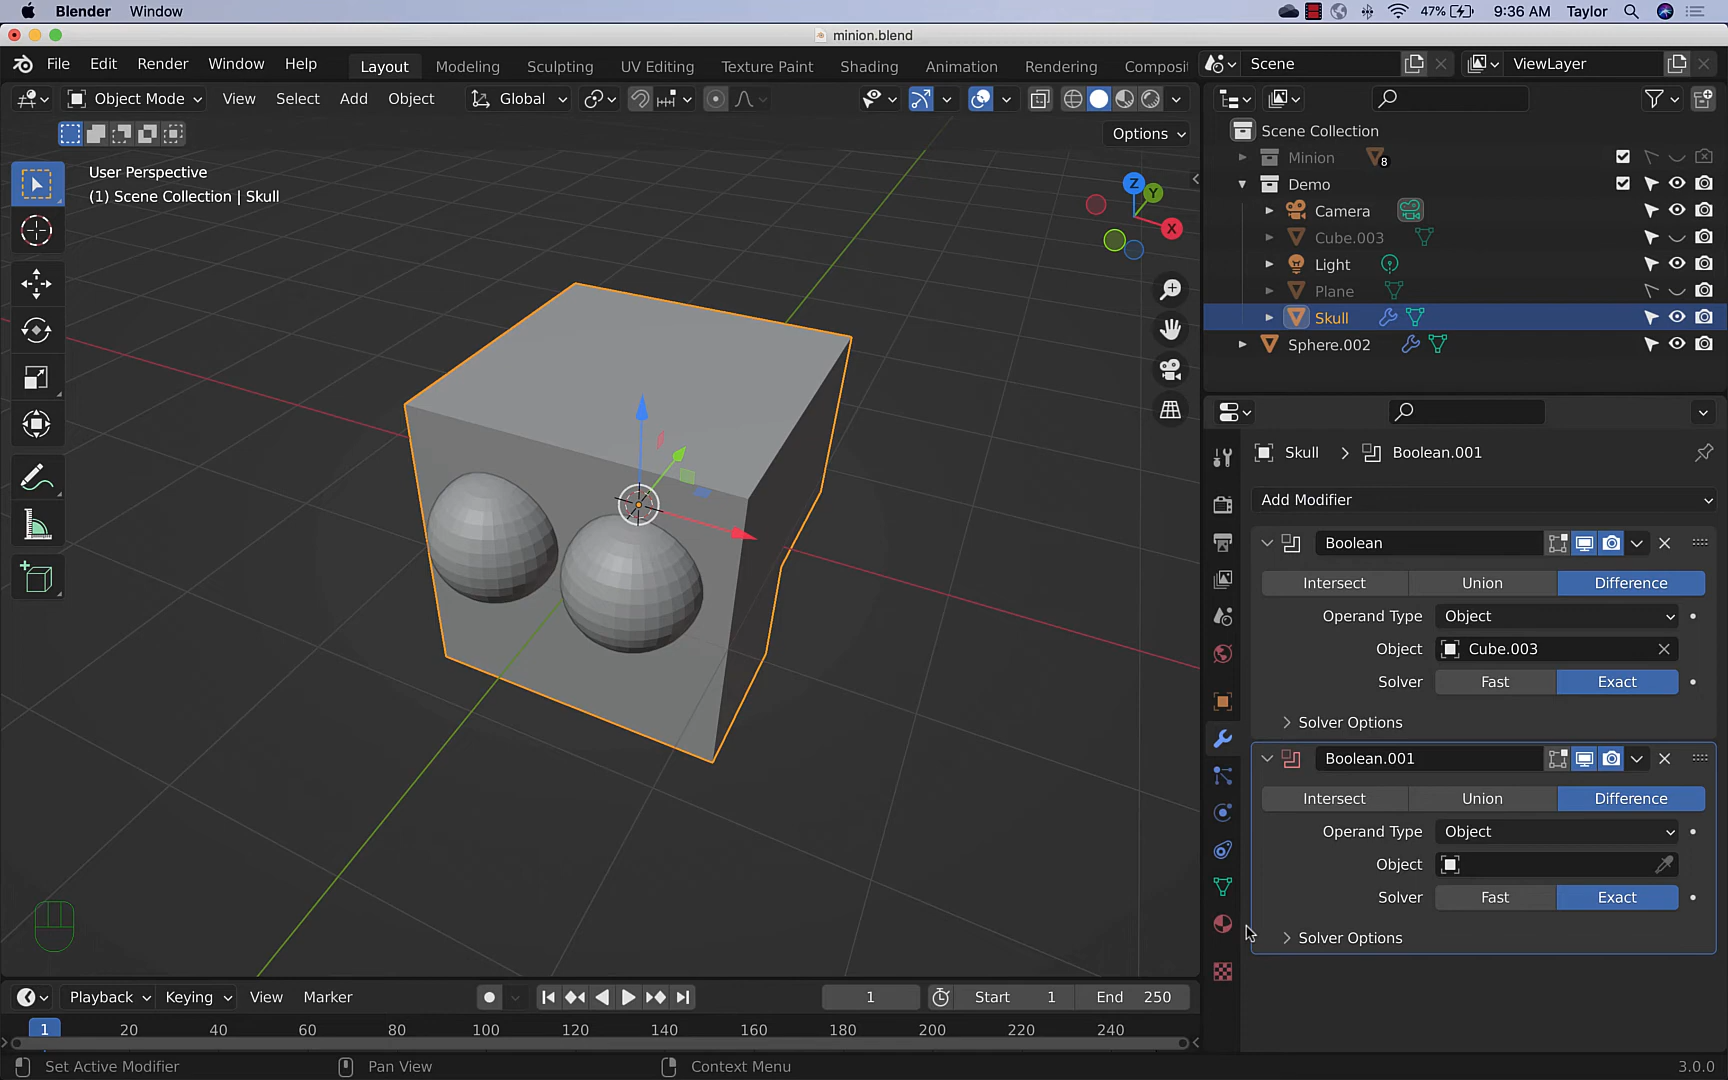 Blender Window 47% 9:36 AM Taylor
minion.blend
File Edit Render Window Help Layout Modeling Sculpting UV Editing Texture Paint Shading Animation Rendering Composit Scene ViewLayer
Object Mode View Select Add Object Global
Options
User Perspective
(1) Scene Collection | Skull
Z
Y
X
Scene Collection
Minion 8
Demo
Camera
Cube.003
Light
Plane
Skull
Sphere.002
Skull > Boolean.001
Add Modifier
Boolean
Intersect Union Difference
Operand Type Object
Object Cube.003
Solver Fast Exact
Solver Options
Boolean.001
Intersect Union Difference
Operand Type Object
Object
Solver Fast Exact
Solver Options
Playback Keying View Marker 1 Start 1 End 250
1 20 40 60 80 100 120 140 160 180 200 220 240
Set Active Modifier Pan View Context Menu 3.0.0